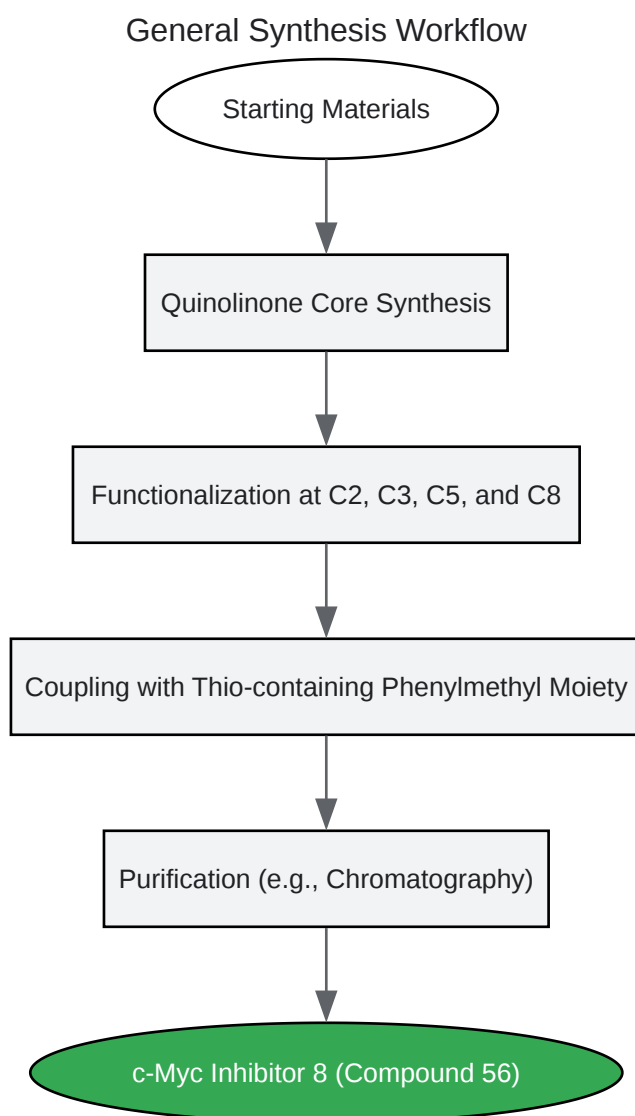 General Synthesis Workflow
Starting Materials
Quinolinone Core Synthesis
Functionalization at C2, C3, C5, and C8
Coupling with Thio-containing Phenylmethyl Moiety
Purification (e.g., Chromatography)
c-Myc Inhibitor 8 (Compound 56)